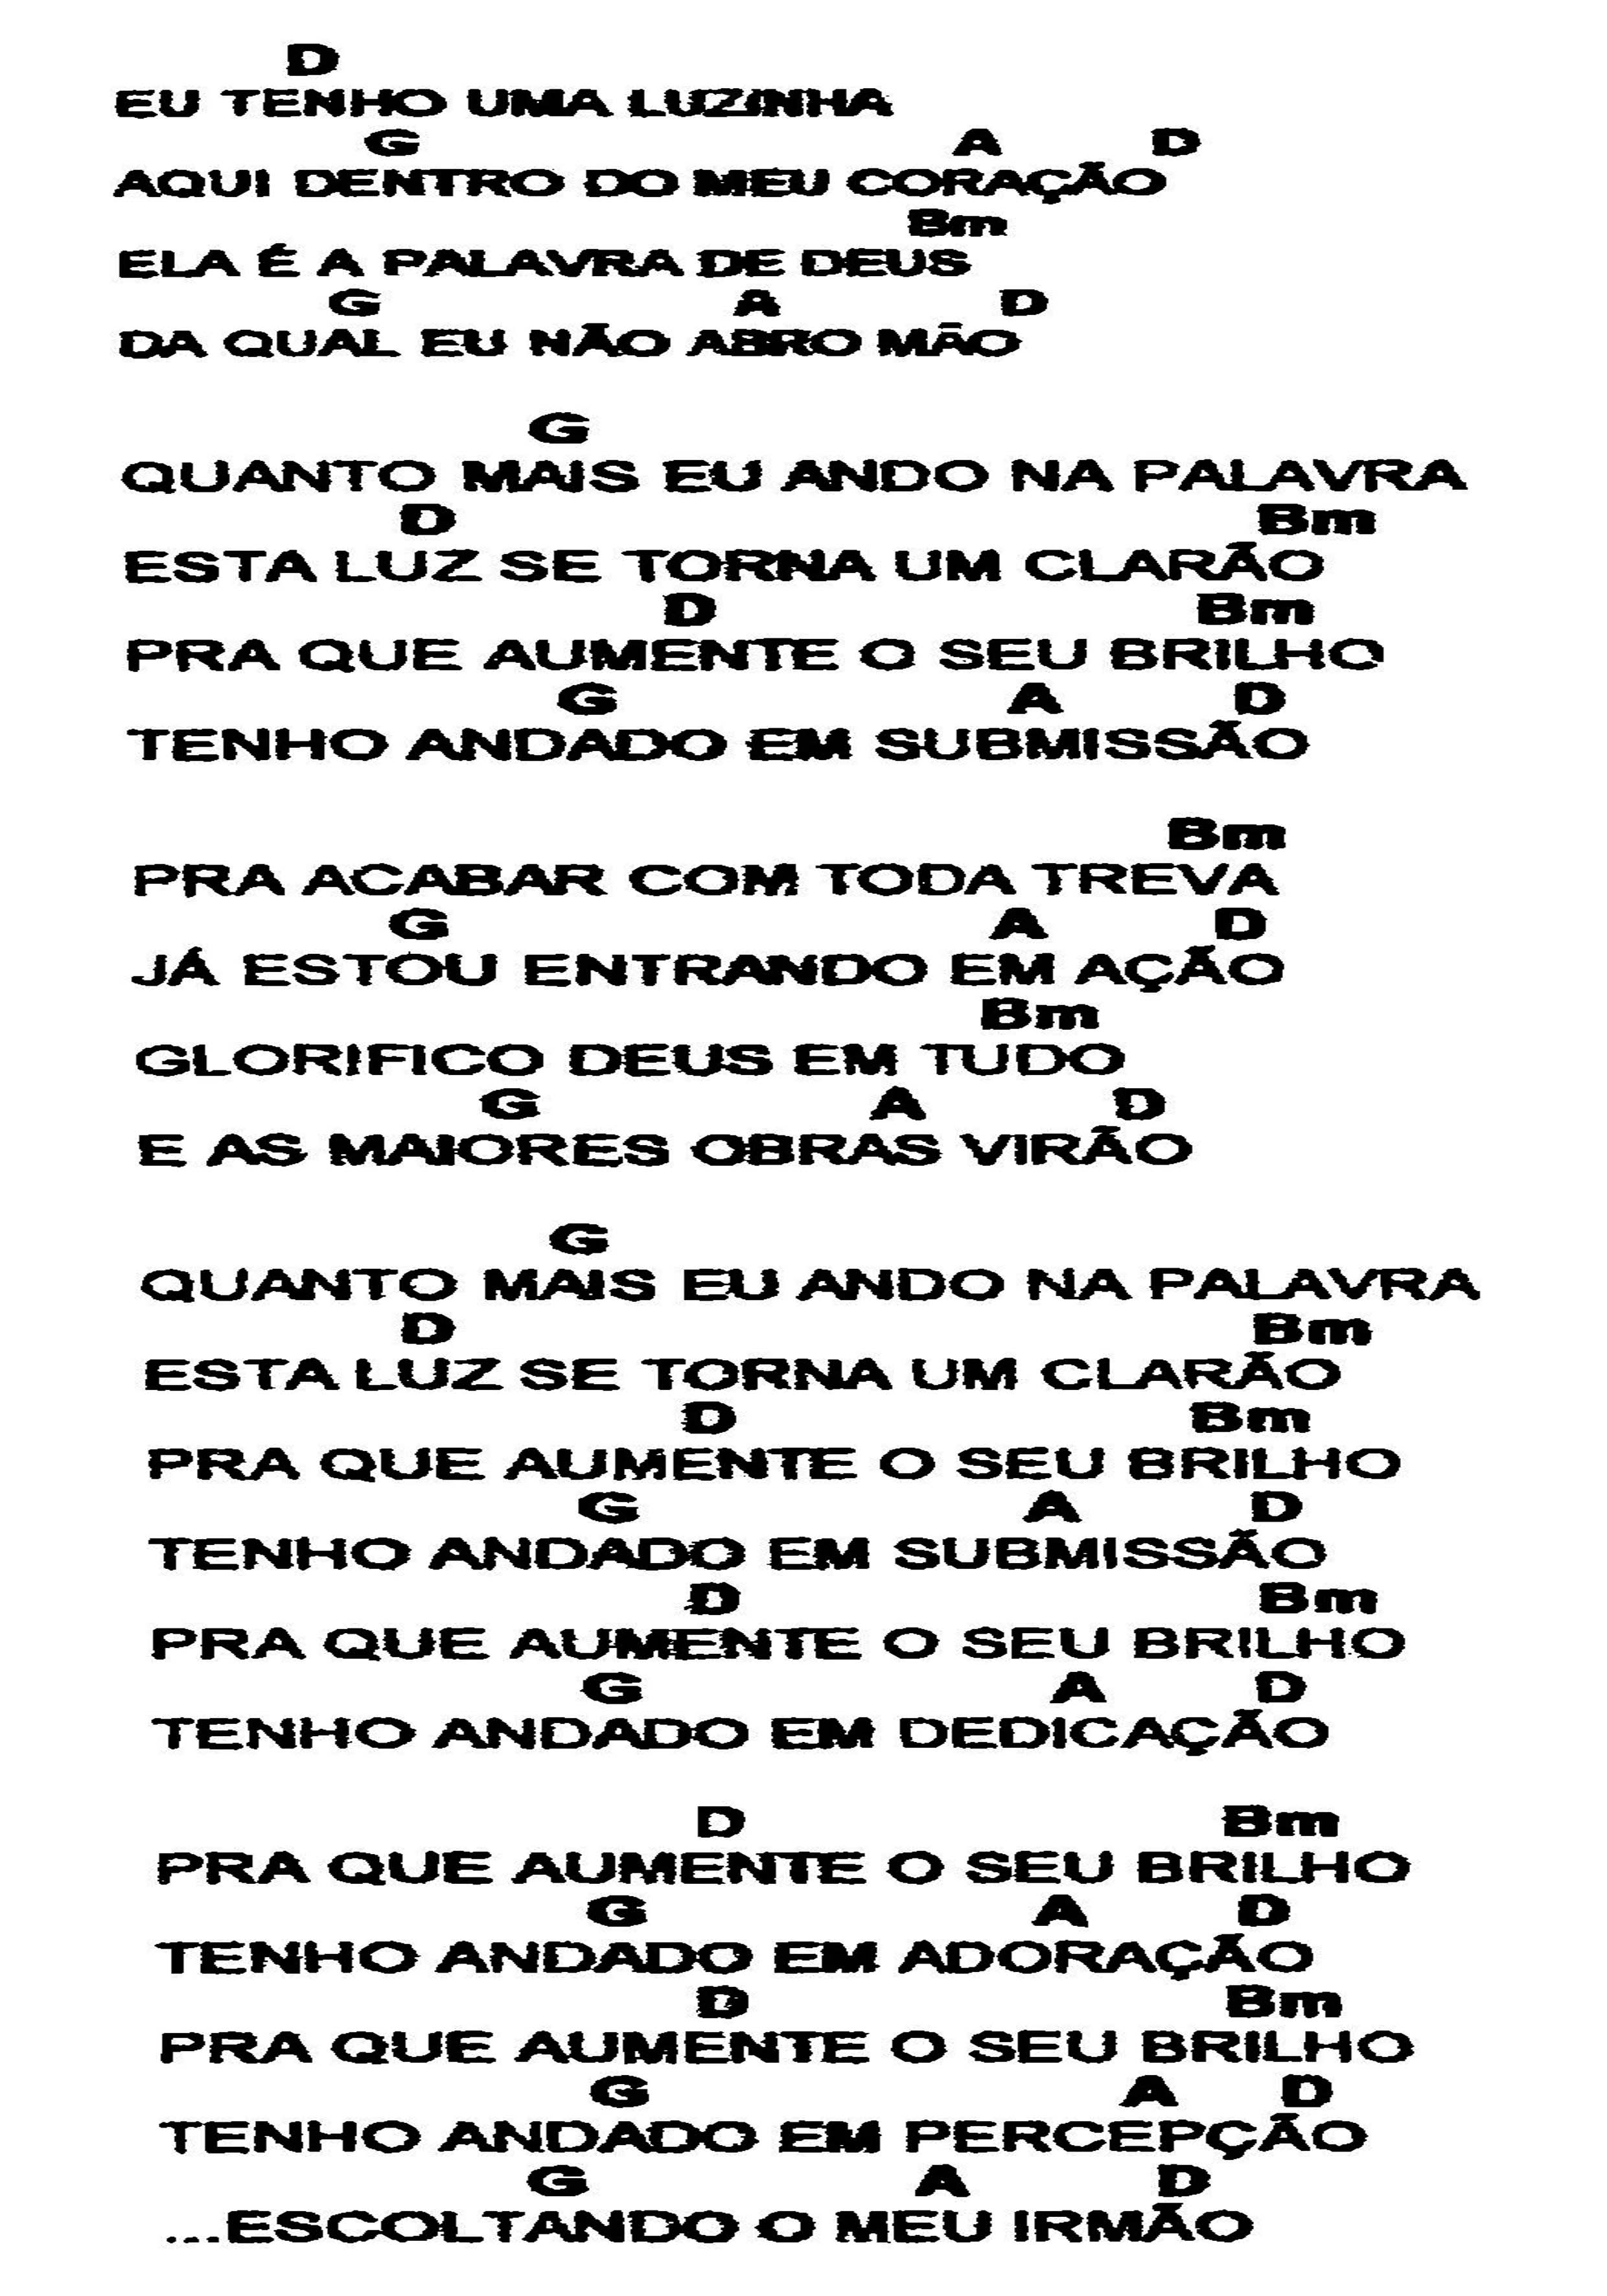 D
EU TENHO UMA LUZINHA
G A D
AQUI DENTRO DO MEU CORAÇÃO
Bm
ELA É A PALAVRA DE DEUS
G A D
DA QUAL EU NÃO ABRO MÃO
G
QUANTO MAIS EU ANDO NA PALAVRA
D Bm
ESTA LUZ SE TORNA UM CLARÃO
D Bm
PRA QUE AUMENTE O SEU BRILHO
G A D
TENHO ANDADO EM SUBMISSÃO
Bm
PRA ACABAR COM TODA TREVA
G A D
JÁ ESTOU ENTRANDO EM AÇÃO
Bm
GLORIFICO DEUS EM TUDO
G A D
E AS MAIORES OBRAS VIRÃO
G
QUANTO MAIS EU ANDO NA PALAVRA
D Bm
ESTA LUZ SE TORNA UM CLARÃO
D Bm
PRA QUE AUMENTE O SEU BRILHO
G A D
TENHO ANDADO EM SUBMISSÃO
D Bm
PRA QUE AUMENTE O SEU BRILHO
G A D
TENHO ANDADO EM DEDICAÇÃO
D Bm
PRA QUE AUMENTE O SEU BRILHO
G A D
TENHO ANDADO EM ADORAÇÃO
D Bm
PRA QUE AUMENTE O SEU BRILHO
G A D
TENHO ANDADO EM PERCEPÇÃO
G A D
...ESCOLTANDO O MEU IRMÃO